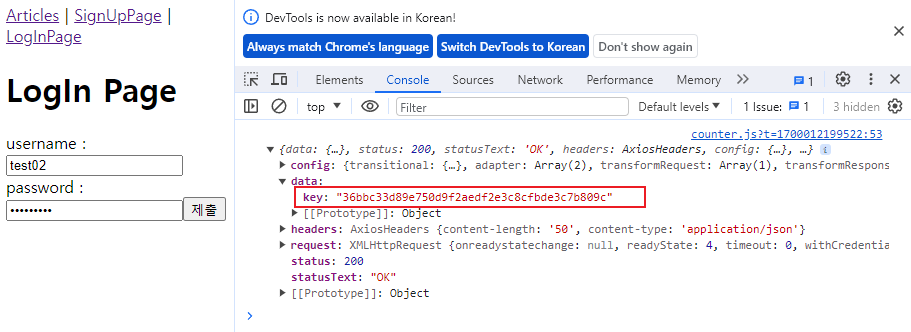 Articles | SignUpPage |
LogInPage
LogIn Page
username :
test02
password :
••••••••• 제출
DevTools is now available in Korean!
Always match Chrome's language Switch DevTools to Korean Don't show again
Elements Console Sources Network Performance Memory 1
top Filter Default levels 1 Issue: 1 3 hidden
counter.js?t=1700012199522:53
{data: {…}, status: 200, statusText: 'OK', headers: AxiosHeaders, config: {…}, …}
config: {transitional: {…}, adapter: Array(2), transformRequest: Array(1), transformRespons
data:
key: "36bbc33d89e750d9f2aedf2e3c8cfbde3c7b809c"
[[Prototype]]: Object
headers: AxiosHeaders {content-length: '50', content-type: 'application/json'}
request: XMLHttpRequest {onreadystatechange: null, readyState: 4, timeout: 0, withCredentia
status: 200
statusText: "OK"
[[Prototype]]: Object